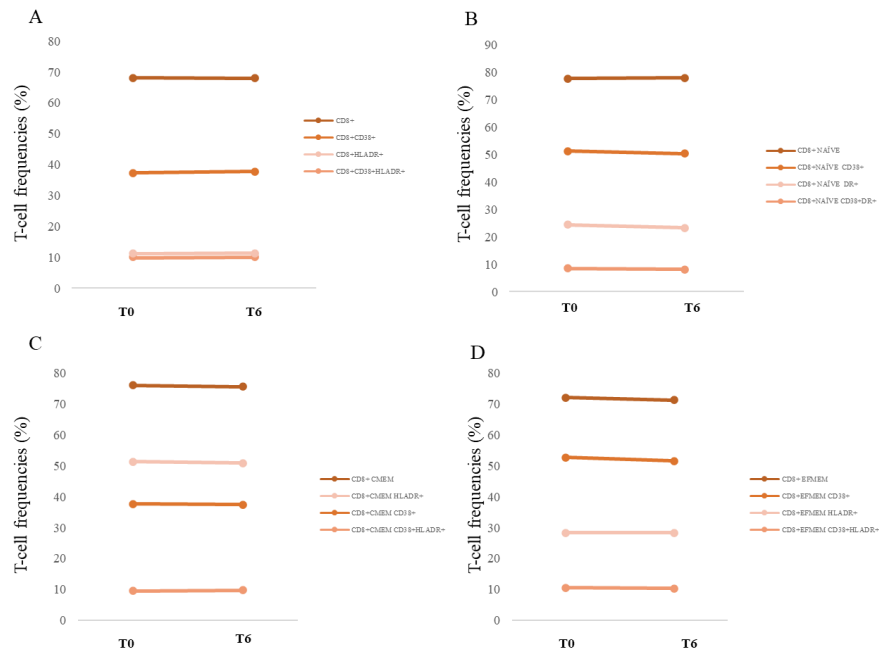 A
T-cell frequencies (%)
80
70
60
50
40
30
20
10
0
T0
T6
CD8+
CD8+CD38+
CD8+HLADR+
CD8+CD38+HLADR+
B
T-cell frequencies (%)
90
80
70
60
50
40
30
20
10
0
T0
T6
CD8+ NAÏVE
CD8+NAÏVE CD38+
CD8+ NAÏVE DR+
CD8+NAÏVE CD38+DR+
C
T-cell frequencies (%)
80
70
60
50
40
30
20
10
0
T0
T6
CD8+ CMEM
CD8+CMEM HLADR+
CD8+CMEM CD38+
CD8+CMEM CD38+HLADR+
D
T-cell frequencies (%)
80
70
60
50
40
30
20
10
0
T0
T6
CD8+ EFMEM
CD8+EFMEM CD38+
CD8+EFMEM HLADR+
CD8+EFMEM CD38+HLADR+